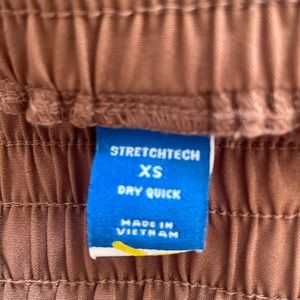 STRETCHTECH
XS
DRY QUICK
MADE IN
VIETNAM